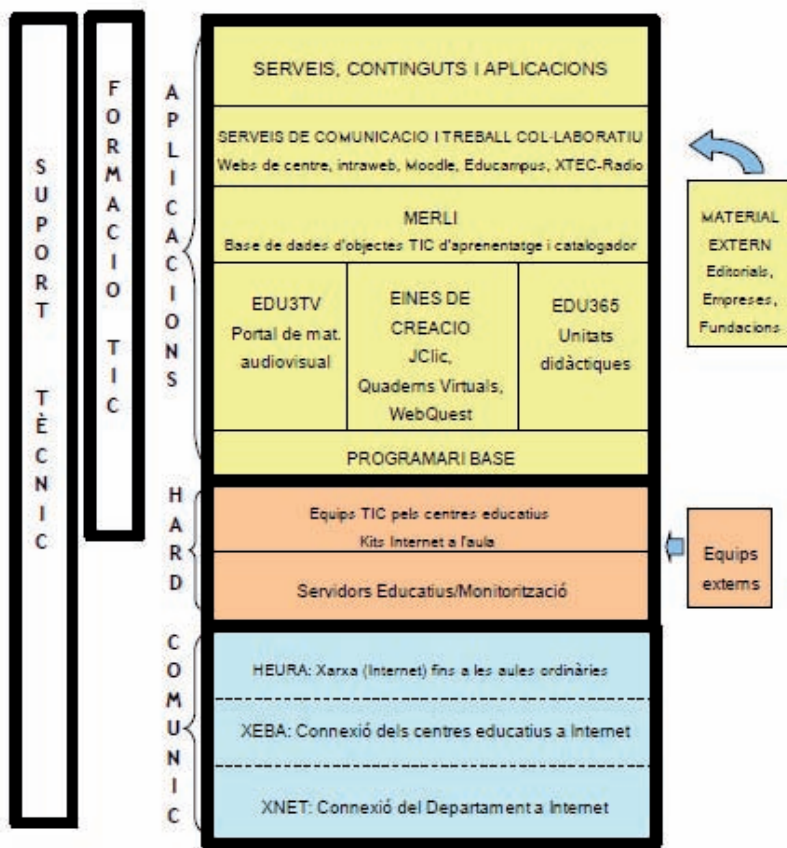 SUPORT TÈCNIC
FORMACIO TIC
APLICACIONS
SERVEIS, CONTINGUTS I APLICACIONS
SERVEIS DE COMUNICACIO I TREBALL COL·LABORATIU
Webs de centre, intraweb, Moodle, Educampus, XTEC-Radio
MERLI
Base de dades d'objectes TIC d'aprenentatge i catalogador
EDU3TV
Portal de mat.
audiovisual
EINES DE
CREACIO
JClic,
Quaderns Virtuals,
WebQuest
EDU365
Unitats
didàctiques
PROGRAMARI BASE
MATERIAL
EXTERN
Editorials,
Empreses,
Fundacions
HARD
Equips TIC pels centres educatius
Kits Internet a l'aula
Servidors Educatius/Monitorització
Equips
externs
COMUNIC
HEURA: Xarxa (Internet) fins a les aules ordinàries
XEBA: Connexió dels centres educatius a Internet
XNET: Connexió del Departament a Internet